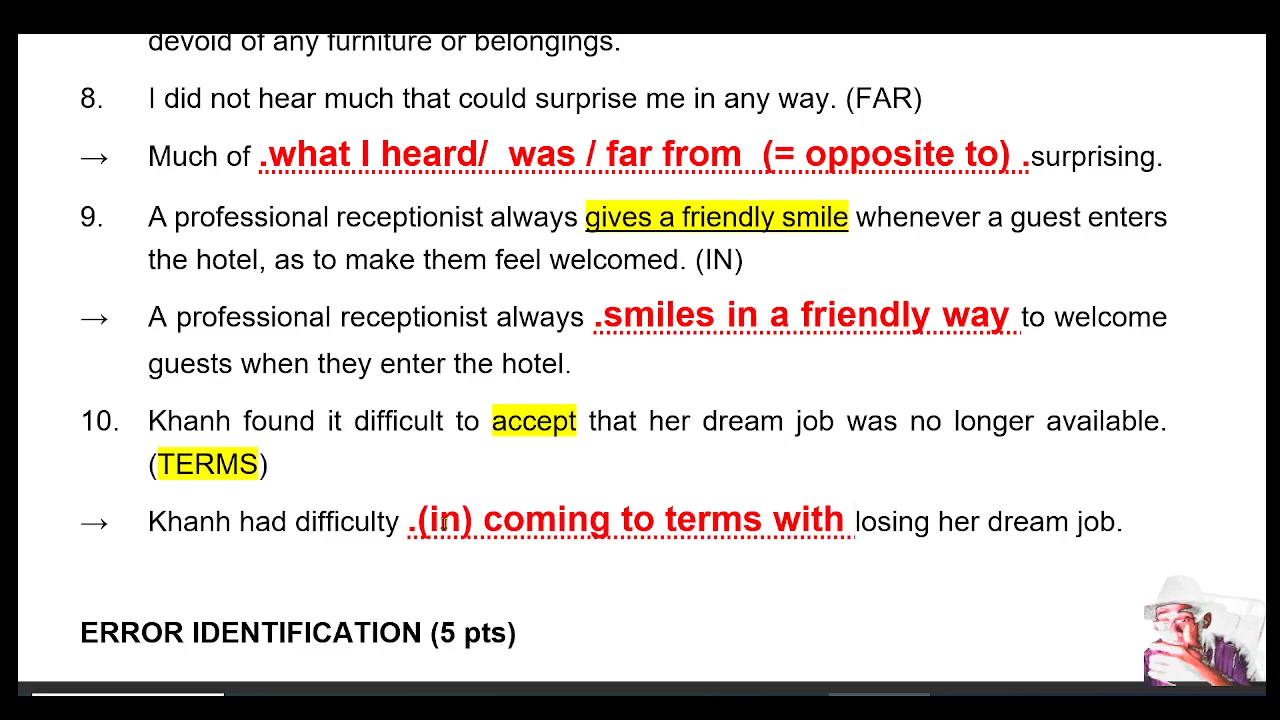 devoid of any furniture or belongings.
8. I did not hear much that could surprise me in any way. (FAR)
→ Much of .what I heard/ was / far from (= opposite to) .surprising.
9. A professional receptionist always gives a friendly smile whenever a guest enters
the hotel, as to make them feel welcomed. (IN)
→ A professional receptionist always .smiles in a friendly way to welcome
guests when they enter the hotel.
10. Khanh found it difficult to accept that her dream job was no longer available.
(TERMS)
→ Khanh had difficulty .(in) coming to terms with losing her dream job.
ERROR IDENTIFICATION (5 pts)